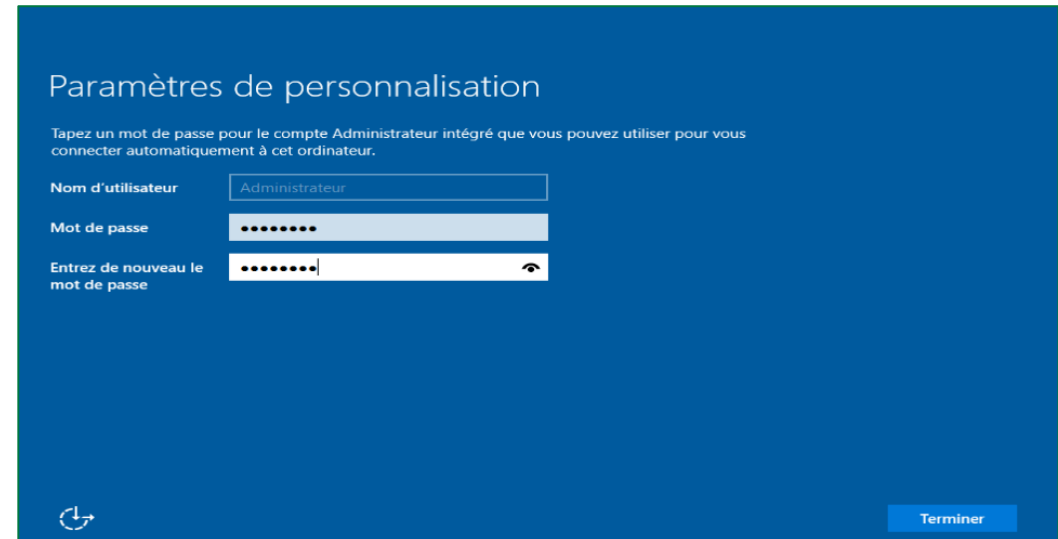 Paramètres de personnalisation
Tapez un mot de passe pour le compte Administrateur intégré que vous pouvez utiliser pour vous
connecter automatiquement à cet ordinateur.
Nom d'utilisateur Administrateur
Mot de passe ••••••••
Entrez de nouveau le ••••••••
mot de passe
Terminer